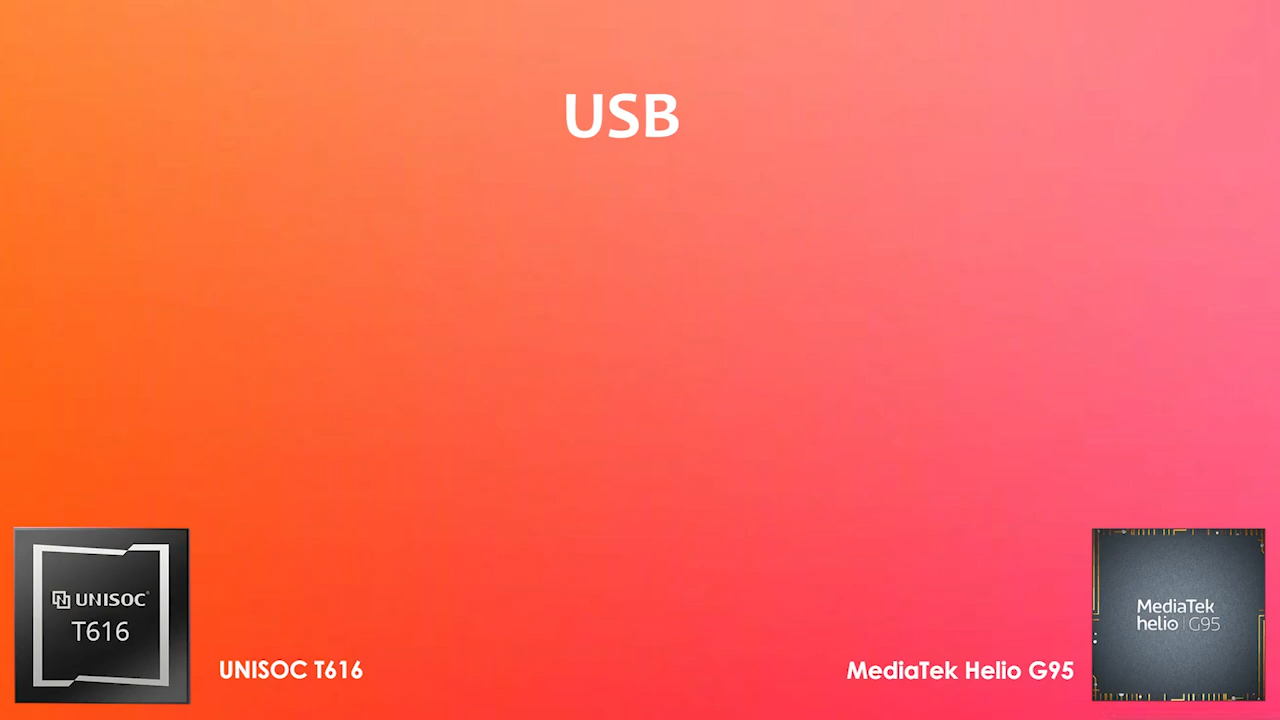 USB
UNISOC
T616
UNISOC T616
MediaTek Helio G95
MediaTek
helio | G95